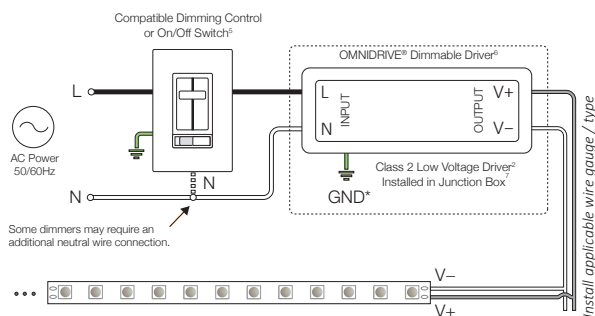 Compatible Dimming Control
or On/Off Switch⁵
OMNIDRIVE® Dimmable Driver⁶
L
L
INPUT
OUTPUT
V+
N
V–
AC Power
50/60Hz
N
N
GND*
Class 2 Low Voltage Driver²
Installed in Junction Box⁷
Some dimmers may require an
additional neutral wire connection.
Install applicable wire gauge / type
V–
V+